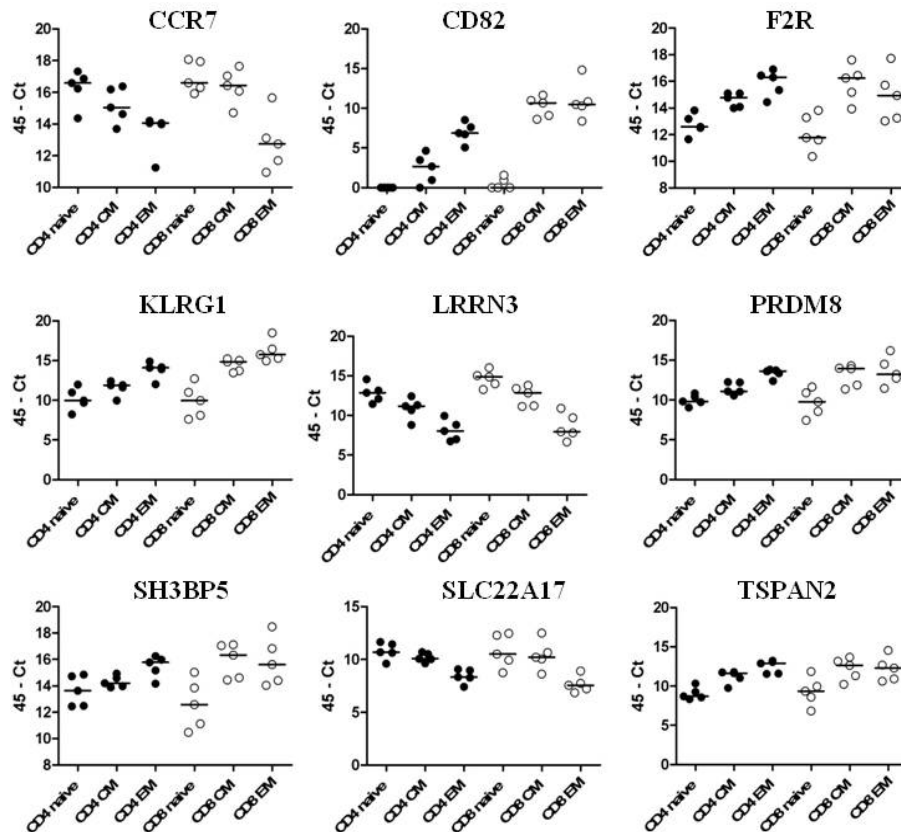 CCR7 CD82 F2R
45 - Ct
18
16
14
12
10
CD4 naive CD4 CM CD4 EM CD8 naive CD8 CM CD8 EM
45 - Ct
20
15
10
5
0
CD4 naive CD4 CM CD4 EM CD8 naive CD8 CM CD8 EM
45 - Ct
18
16
14
12
10
8
CD4 naive CD4 CM CD4 EM CD8 naive CD8 CM CD8 EM
KLRG1 LRRN3 PRDM8
45 - Ct
20
15
10
5
0
CD4 naive CD4 CM CD4 EM CD8 naive CD8 CM CD8 EM
45 - Ct
20
15
10
5
0
CD4 naive CD4 CM CD4 EM CD8 naive CD8 CM CD8 EM
45 - Ct
20
15
10
5
0
CD4 naive CD4 CM CD4 EM CD8 naive CD8 CM CD8 EM
SH3BP5 SLC22A17 TSPAN2
45 - Ct
20
18
16
14
12
10
8
CD4 naive CD4 CM CD4 EM CD8 naive CD8 CM CD8 EM
45 - Ct
15
10
5
0
CD4 naive CD4 CM CD4 EM CD8 naive CD8 CM CD8 EM
45 - Ct
20
15
10
5
0
CD4 naive CD4 CM CD4 EM CD8 naive CD8 CM CD8 EM